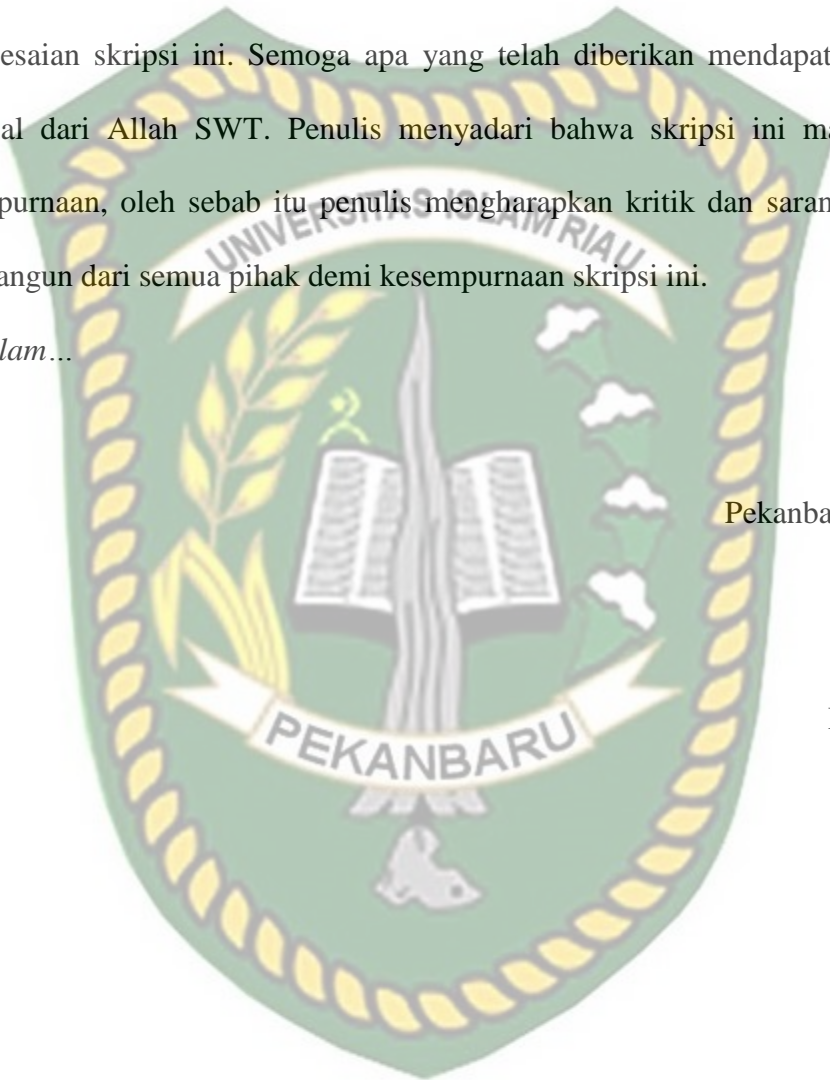 esaian skripsi ini. Semoga apa yang telah diberikan mendapat
al dari Allah SWT. Penulis menyadari bahwa skripsi ini ma
purnaan, oleh sebab itu penulis mengharapkan kritik dan saran
UNIVERSITAS ISLAM RIAU
angun dari semua pihak demi kesempurnaan skripsi ini.
lam...
Pekanba
PEKANBARU